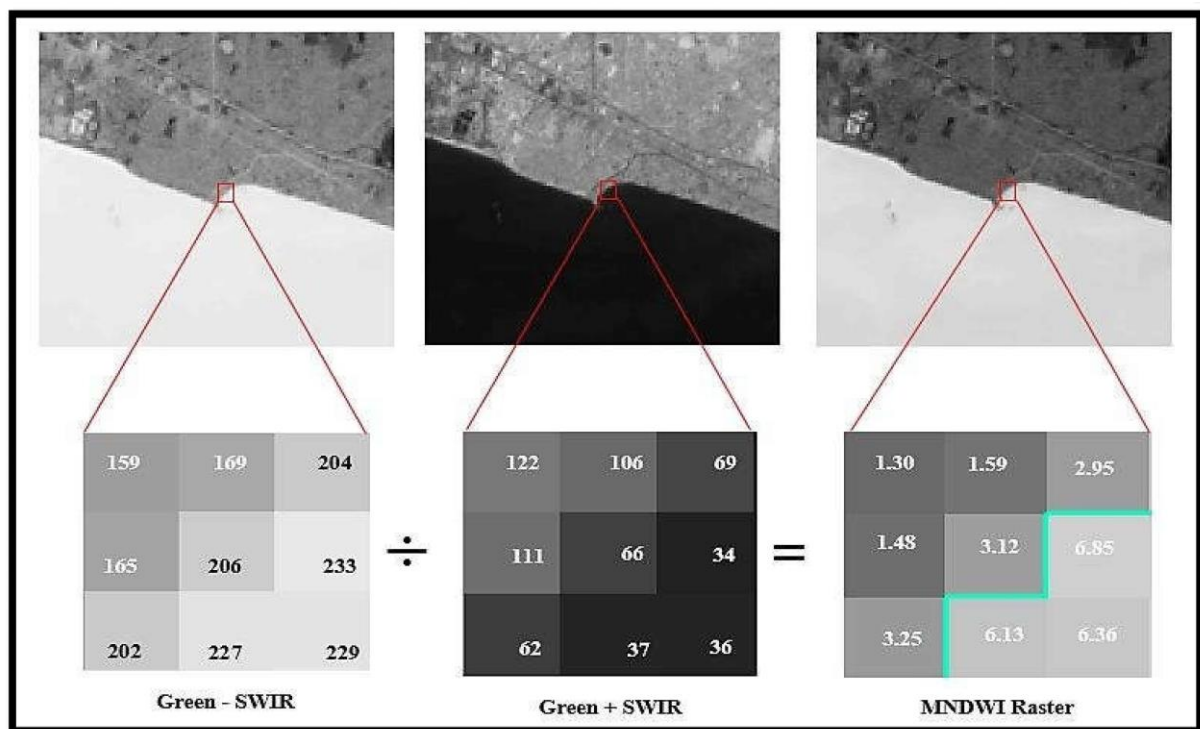 159 169 204
165 206 233
202 227 229
÷
122 106 69
111 66 34
62 37 36
=
1.30 1.59 2.95
1.48 3.12 6.85
3.25 6.13 6.36
Green - SWIR
Green + SWIR
MNDWI Raster